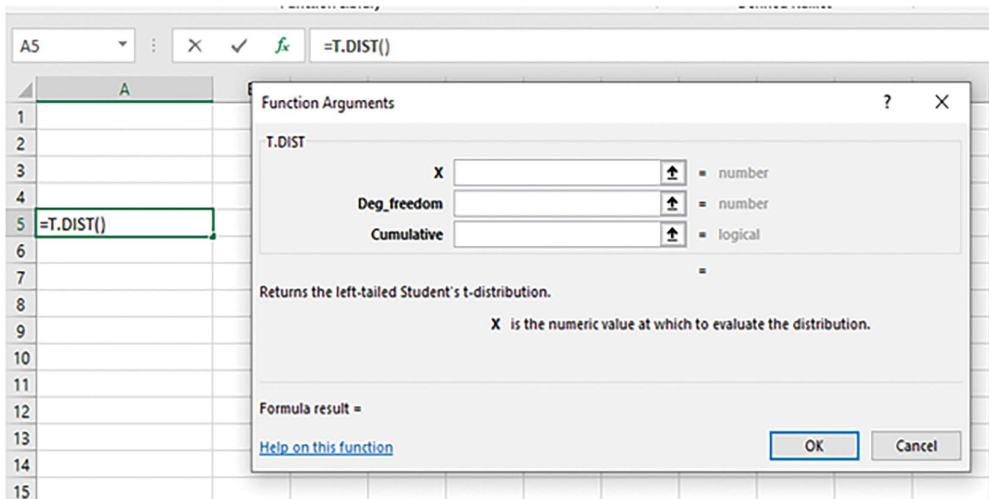 A5 =T.DIST()
A
Function Arguments ? X
1
T.DIST
2
3 X = number
4 Deg_freedom = number
5 =T.DIST() Cumulative = logical
6
7 =
Returns the left-tailed Student's t-distribution.
8
9 X is the numeric value at which to evaluate the distribution.
10
11
12 Formula result =
13 Help on this function OK Cancel
14
15